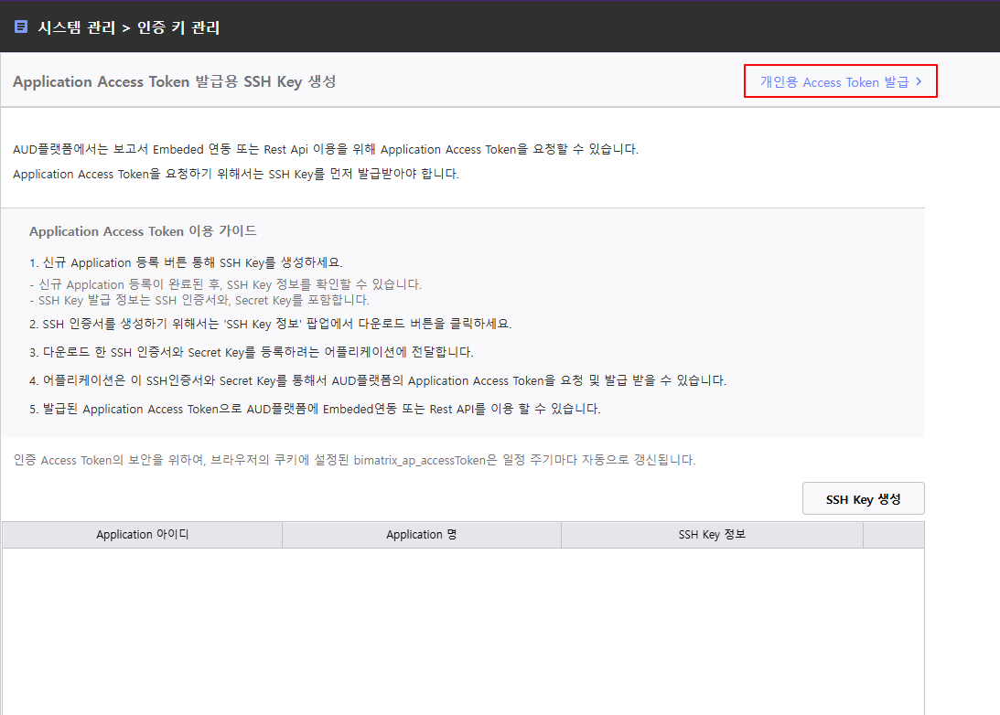 시스템 관리 > 인증 키 관리
Application Access Token 발급용 SSH Key 생성
개인용 Access Token 발급 >
AUD플랫폼에서는 보고서 Embeded 연동 또는 Rest Api 이용을 위해 Application Access Token을 요청할 수 있습니다.
Application Access Token을 요청하기 위해서는 SSH Key를 먼저 발급받아야 합니다.
Application Access Token 이용 가이드
1. 신규 Application 등록 버튼 통해 SSH Key를 생성하세요.
- 신규 Applcation 등록이 완료된 후, SSH Key 정보를 확인할 수 있습니다.
- SSH Key 발급 정보는 SSH 인증서와, Secret Key를 포함합니다.
2. SSH 인증서를 생성하기 위해서는 'SSH Key 정보' 팝업에서 다운로드 버튼을 클릭하세요.
3. 다운로드 한 SSH 인증서와 Secret Key를 등록하려는 어플리케이션에 전달합니다.
4. 어플리케이션은 이 SSH인증서와 Secret Key를 통해서 AUD플랫폼의 Application Access Token을 요청 및 발급 받을 수 있습니다.
5. 발급된 Application Access Token으로 AUD플랫폼에 Embeded연동 또는 Rest API를 이용 할 수 있습니다.
인증 Access Token의 보안을 위하여, 브라우저의 쿠키에 설정된 bimatrix_ap_accessToken은 일정 주기마다 자동으로 갱신됩니다.
SSH Key 생성
Application 아이디 Application 명 SSH Key 정보